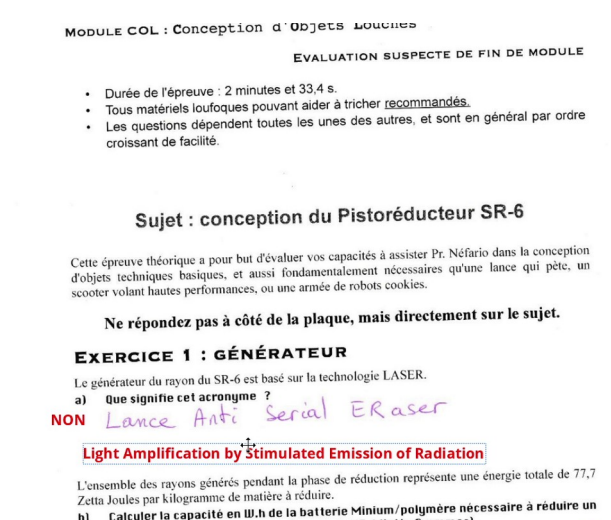 MODULE COL : Conception d'Objets Louches
EVALUATION SUSPECTE DE FIN DE MODULE
• Durée de l'épreuve : 2 minutes et 33,4 s.
• Tous matériels loufoques pouvant aider à tricher recommandés.
• Les questions dépendent toutes les unes des autres, et sont en général par ordre
croissant de facilité.
Sujet : conception du Pistoréducteur SR-6
Cette épreuve théorique a pour but d'évaluer vos capacités à assister Pr. Néfario dans la conception
d'objets techniques basiques, et aussi fondamentalement nécessaires qu'une lance qui pète, un
scooter volant hautes performances, ou une armée de robots cookies.
Ne répondez pas à côté de la plaque, mais directement sur le sujet.
EXERCICE 1 : GÉNÉRATEUR
Le générateur du rayon du SR-6 est basé sur la technologie LASER.
a) Que signifie cet acronyme ?
NON Lance Anti Serial ERaser
Light Amplification by Stimulated Emission of Radiation
L'ensemble des rayons générés pendant la phase de réduction représente une énergie totale de 77,7
Zetta Joules par kilogramme de matière à réduire.
b) Calculer la capacité en W.h de la batterie Minium/polymère nécessaire à réduire un